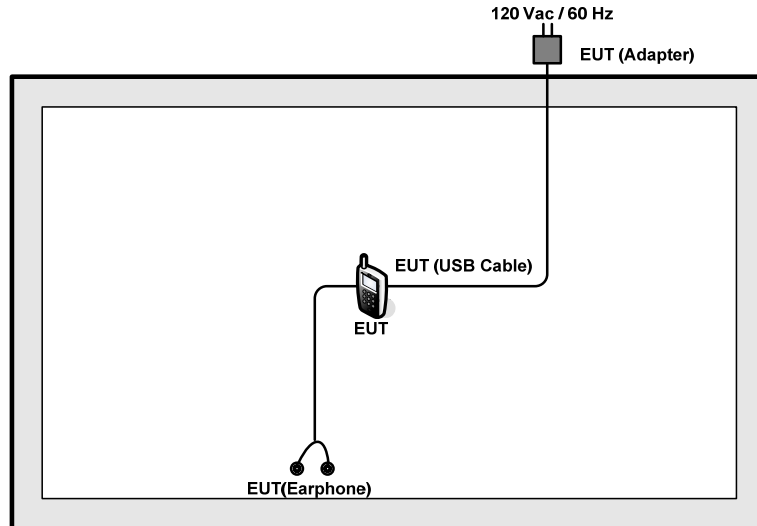 120 Vac / 60 Hz
EUT (Adapter)
EUT (USB Cable)
EUT
EUT(Earphone)